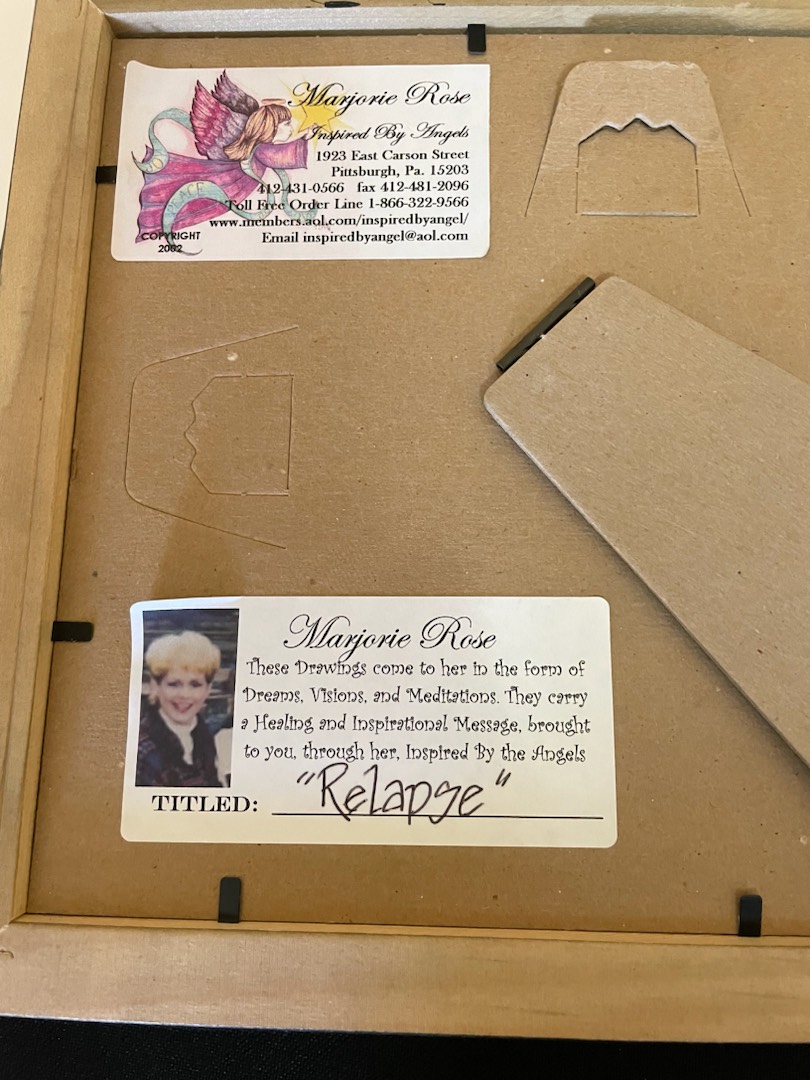 Marjorie Rose
Inspired By Angels
1923 East Carson Street
Pittsburgh, Pa. 15203
412-431-0566 fax 412-481-2096
Toll Free Order Line 1-866-322-9566
www.members.aol.com/inspiredbyangel/
Email inspiredbyangel@aol.com
PEACE
COPYRIGHT
2002
Marjorie Rose
These Drawings come to her in the form of
Dreams, Visions, and Meditations. They carry
a Healing and Inspirational Message, brought
to you, through her, Inspired By the Angels
TITLED: "Relapse"